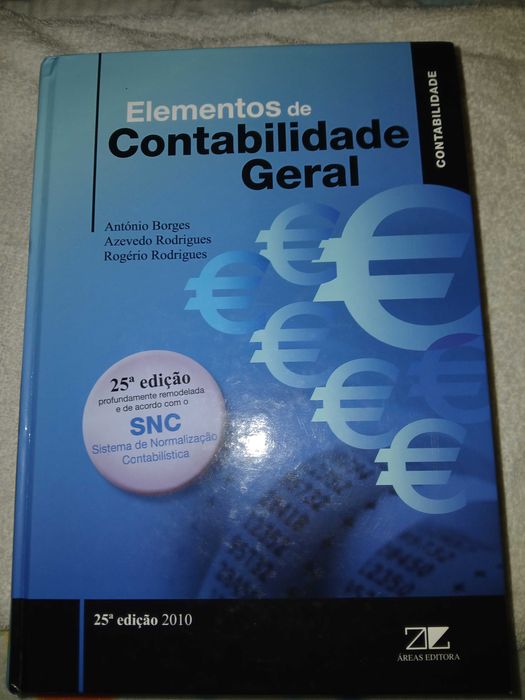 CONTABILIDADE
Elementos de
Contabilidade
Geral
António Borges
Azevedo Rodrigues
Rogério Rodrigues
25ª edição
profundamente remodelada
e de acordo com o
SNC
Sistema de Normalização
Contabilística
25ª edição 2010
ÁREAS EDITORA